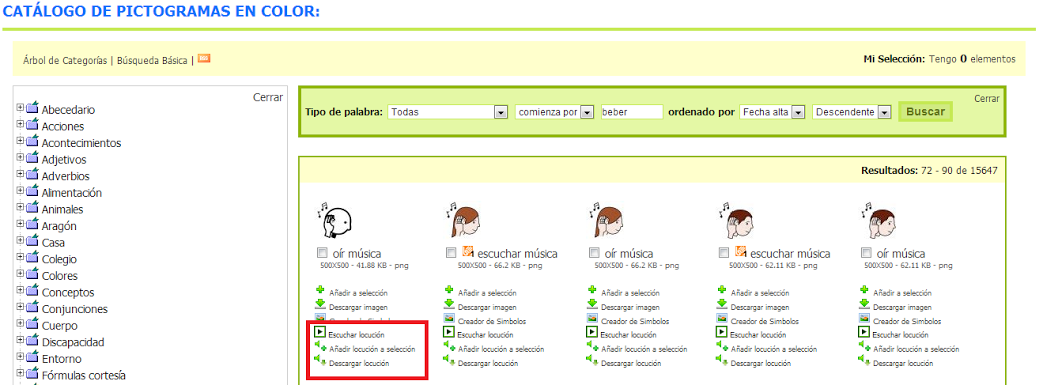 CATÁLOGO DE PICTOGRAMAS EN COLOR:
Árbol de Categorías | Búsqueda Básica |
Mi Selección: Tengo 0 elementos
Cerrar
Abecedario
Acciones
Acontecimientos
Adjetivos
Adverbios
Alimentación
Animales
Aragón
Casa
Colegio
Colores
Conceptos
Conjunciones
Cuerpo
Discapacidad
Entorno
Fórmulas cortesía
Cerrar
Tipo de palabra: Todas comienza por beber ordenado por Fecha alta Descendente Buscar
Resultados: 72 - 90 de 15647
oír música escuchar música oír música escuchar música oír música
500X500 - 41.88 KB - png 500X500 - 66.2 KB - png 500X500 - 66.2 KB - png 500X500 - 62.11 KB - png 500X500 - 62.11 KB - png
Añadir a selección Añadir a selección Añadir a selección Añadir a selección Añadir a selección
Descargar imagen Descargar imagen Descargar imagen Descargar imagen Descargar imagen
Creador de Simbolos Creador de Simbolos Creador de Simbolos Creador de Simbolos Creador de Simbolos
Escuchar locución Escuchar locución Escuchar locución Escuchar locución Escuchar locución
Añadir locución a selección Añadir locución a selección Añadir locución a selección Añadir locución a selección Añadir locución a selección
Descargar locución Descargar locución Descargar locución Descargar locución Descargar locución